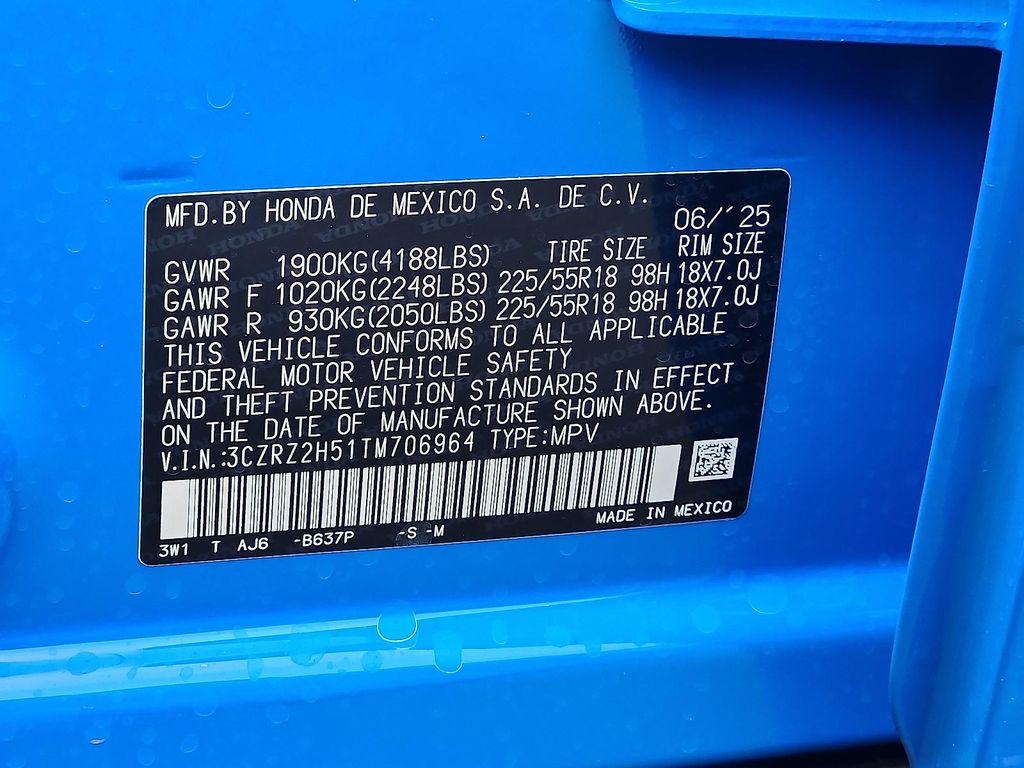 MFD.BY HONDA DE MEXICO S.A. DE C.V.
06/'25
GVWR 1900KG(4188LBS) TIRE SIZE RIM SIZE
GAWR F 1020KG(2248LBS) 225/55R18 98H 18X7.0J
GAWR R 930KG(2050LBS) 225/55R18 98H 18X7.0J
THIS VEHICLE CONFORMS TO ALL APPLICABLE
FEDERAL MOTOR VEHICLE SAFETY
AND THEFT PREVENTION STANDARDS IN EFFECT
ON THE DATE OF MANUFACTURE SHOWN ABOVE.
V.I.N.:3CZRZ2H51TM706964 TYPE:MPV
MADE IN MEXICO
3W1 T AJ6 -B637P -S -M